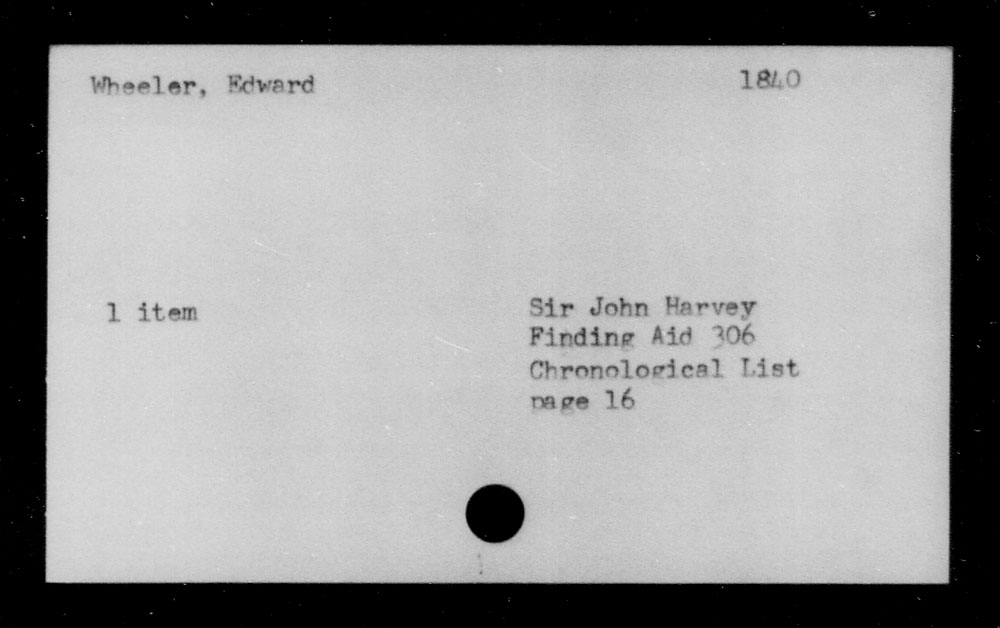 Wheeler, Edward
1840
1 item
Sir John Harvey
Finding Aid 306
Chronological List
page 16